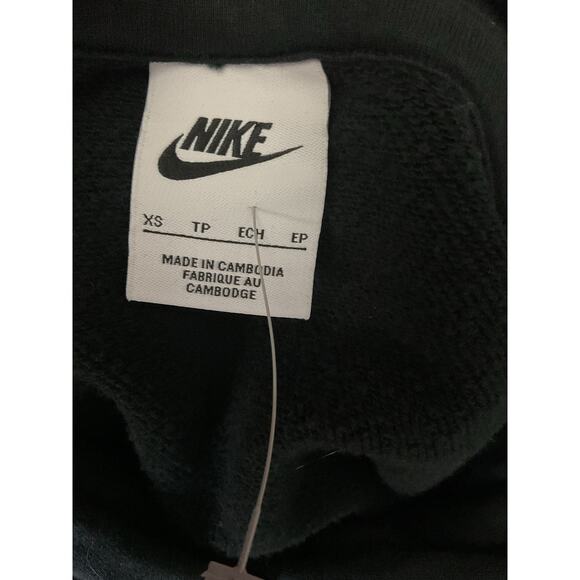 NIKE
XS TP ECH EP
MADE IN CAMBODIA
FABRIQUE AU
CAMBODGE